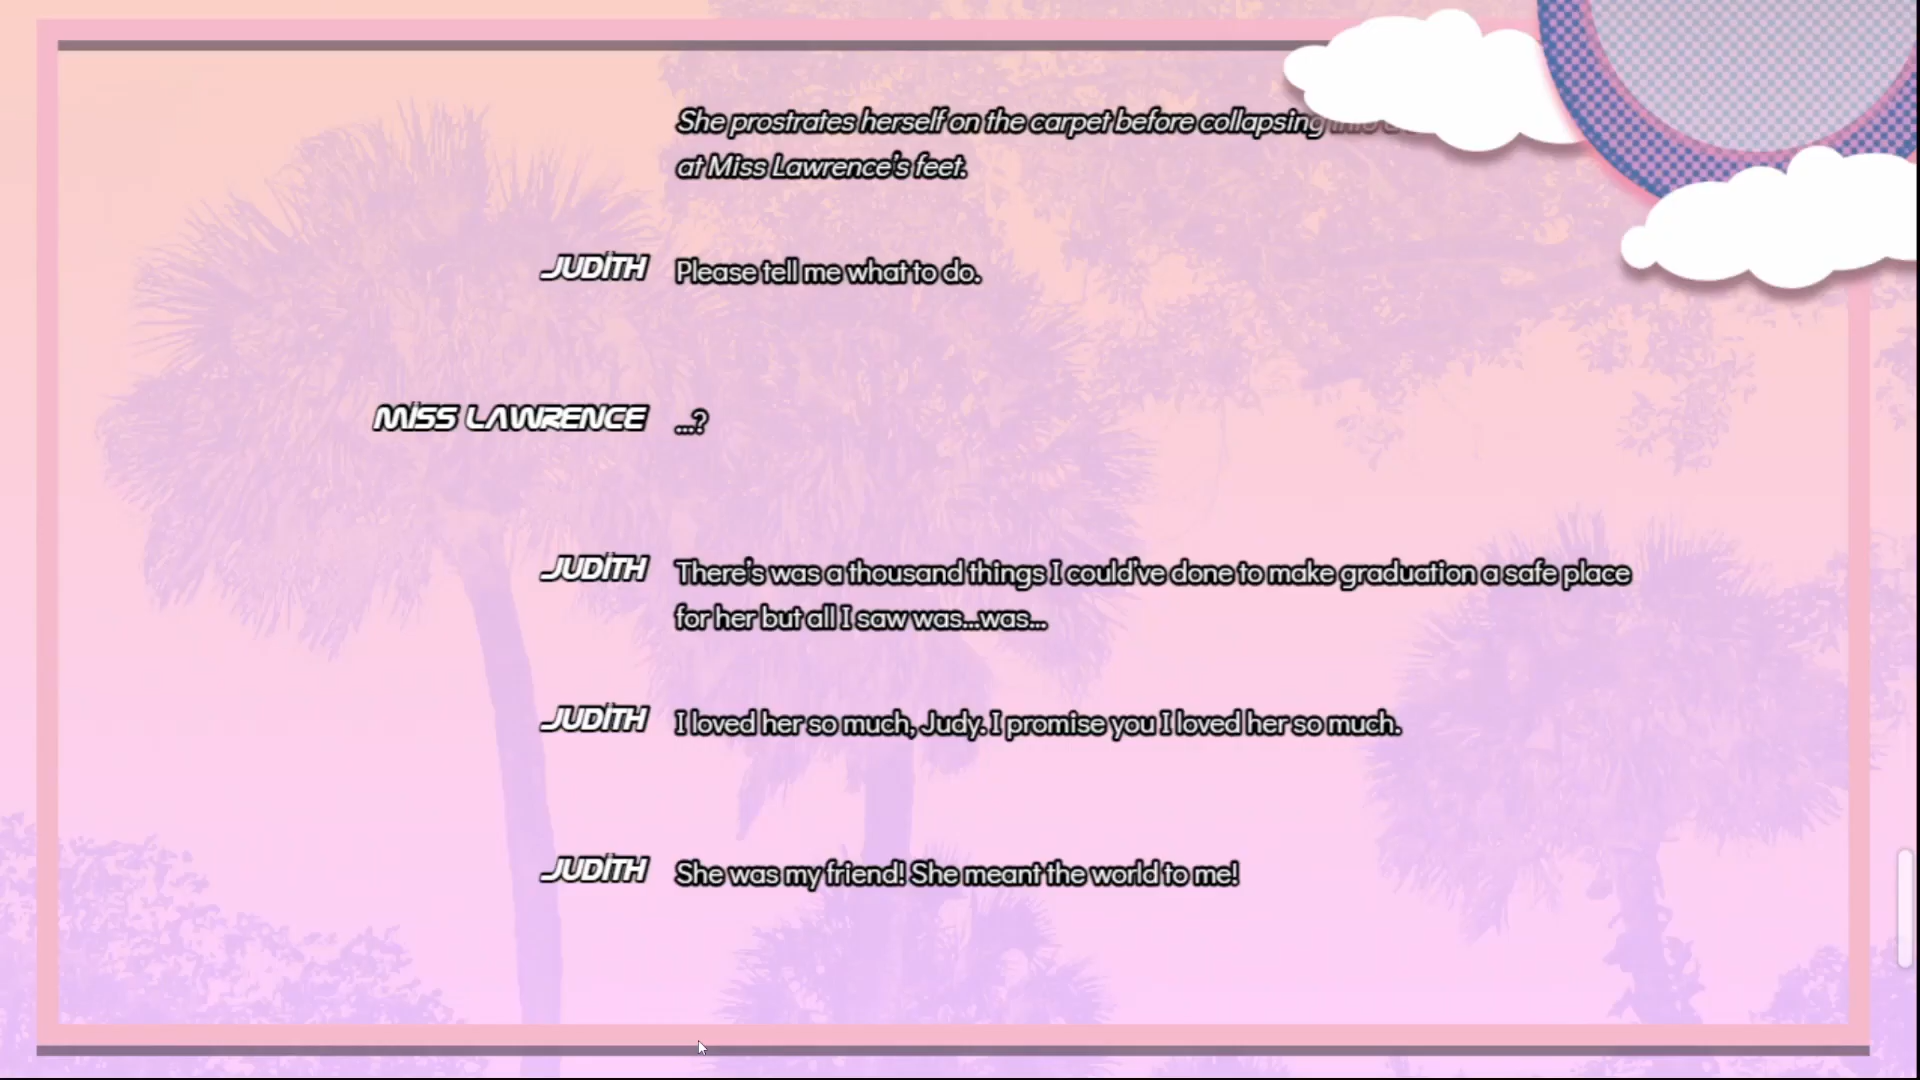 She prostrates herself on the carpet before collapsing
at Miss Lawrence's feet.
JUDITH Please tell me what to do.
MISS LAWRENCE ...?
JUDITH There's was a thousand things I could've done to make graduation a safe place
for her but all I saw was...was...
JUDITH I loved her so much, Judy. I promise you I loved her so much.
JUDITH She was my friend! She meant the world to me!